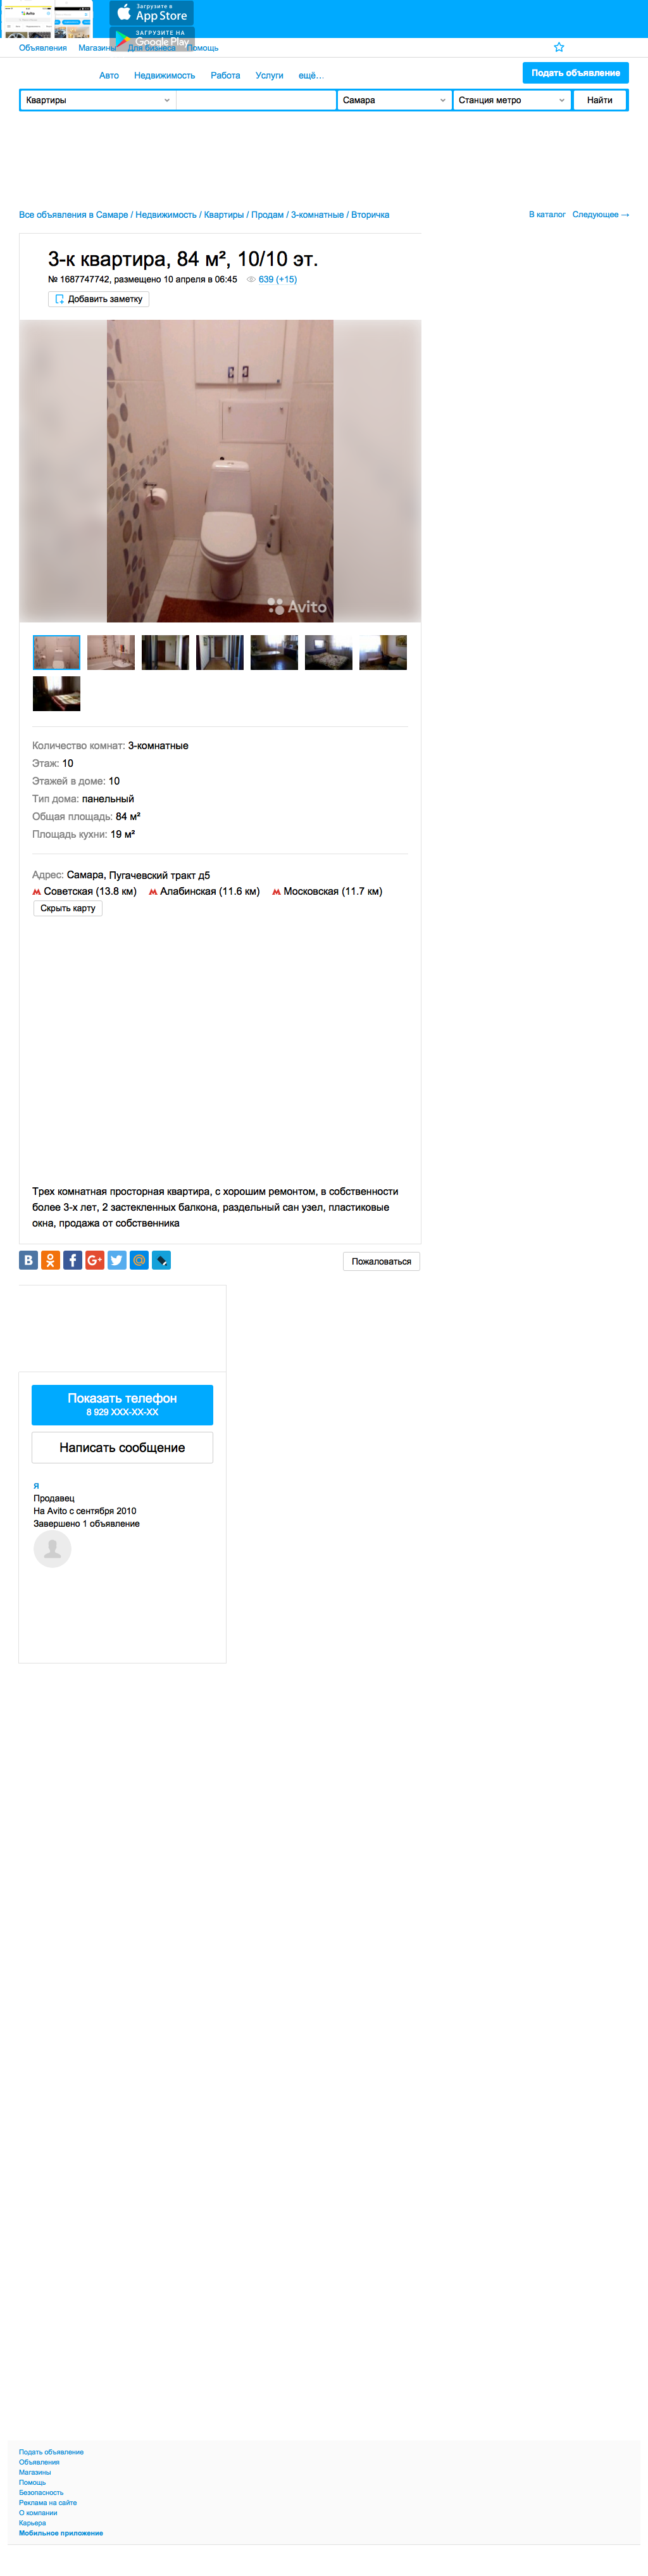 Загрузите в
App Store
ЗАГРУЗИТЕ НА
Google Play
Объявления Магазины Для бизнеса Помощь
Авто Недвижимость Работа Услуги ещё...
Подать объявление
Квартиры Самара Станция метро Найти
Все объявления в Самаре / Недвижимость / Квартиры / Продам / 3-комнатные / Вторичка
В каталог Следующее →
3-к квартира, 84 м², 10/10 эт.
№ 1687747742, размещено 10 апреля в 06:45 639 (+15)
Добавить заметку
Avito
Количество комнат: 3-комнатные
Этаж: 10
Этажей в доме: 10
Тип дома: панельный
Общая площадь: 84 м²
Площадь кухни: 19 м²
Адрес: Самара, Пугачевский тракт д5
Советская (13.8 км) Алабинская (11.6 км) Московская (11.7 км)
Скрыть карту
Трех комнатная просторная квартира, с хорошим ремонтом, в собственности
более 3-х лет, 2 застекленных балкона, раздельный сан узел, пластиковые
окна, продажа от собственника
Пожаловаться
Показать телефон
8 929 XXX-XX-XX
Написать сообщение
Я
Продавец
На Avito с сентября 2010
Завершено 1 объявление
Подать объявление
Объявления
Магазины
Помощь
Безопасность
Реклама на сайте
О компании
Карьера
Мобильное приложение